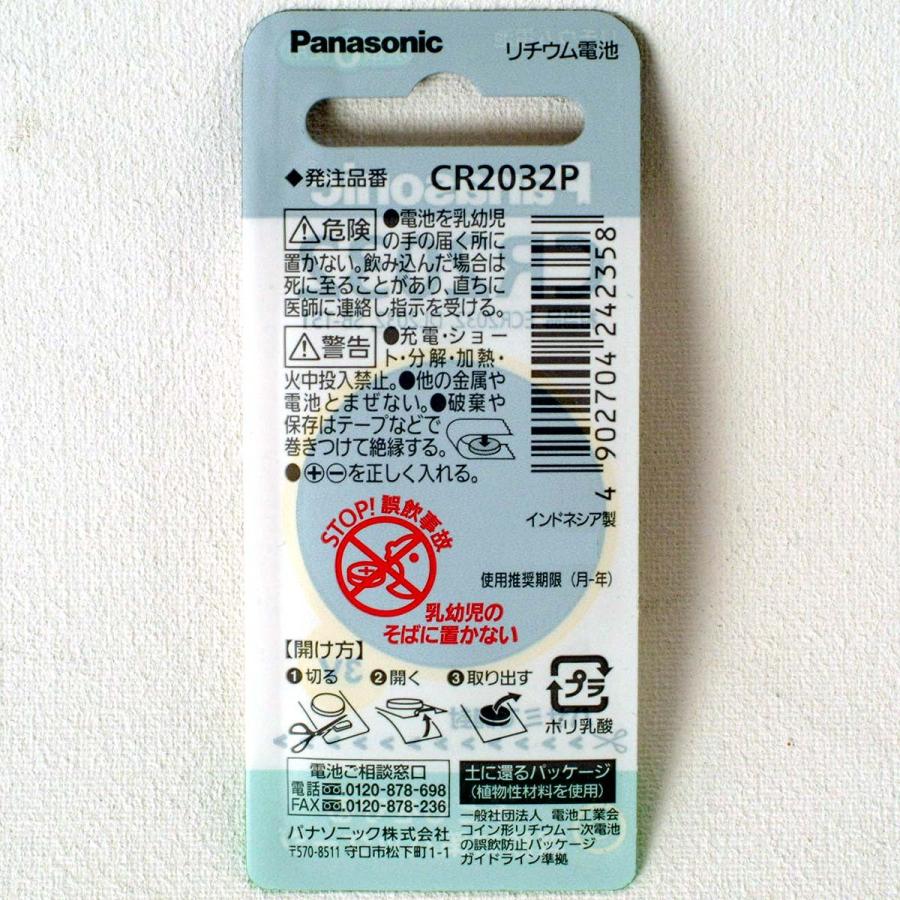 Panasonic
リチウム電池
◆発注品番 CR2032P
⚠危険 ●電池を乳幼児
の手の届く所に
置かない。飲み込んだ場合は
死に至ることがあり、直ちに
医師に連絡し指示を受ける。
⚠警告 ●充電・ショー
ト・分解・加熱・
火中投入禁止。●他の金属や
電池とまぜない。●破棄や
保存はテープなどで
巻きつけて絶縁する。
●⊕⊖を正しく入れる。
4902704242358
インドネシア製
使用推奨期限（月-年）
STOP!誤飲事故
乳幼児の
そばに置かない
【開け方】
❶切る ❷開く ❸取り出す
プラ
ポリ乳酸
電池ご相談窓口
電話 0120-878-698
FAX 0120-878-236
パナソニック株式会社
〒570-8511 守口市松下町1-1
土に還るパッケージ
（植物性材料を使用）
一般社団法人 電池工業会
コイン形リチウム一次電池
の誤飲防止パッケージ
ガイドライン準拠